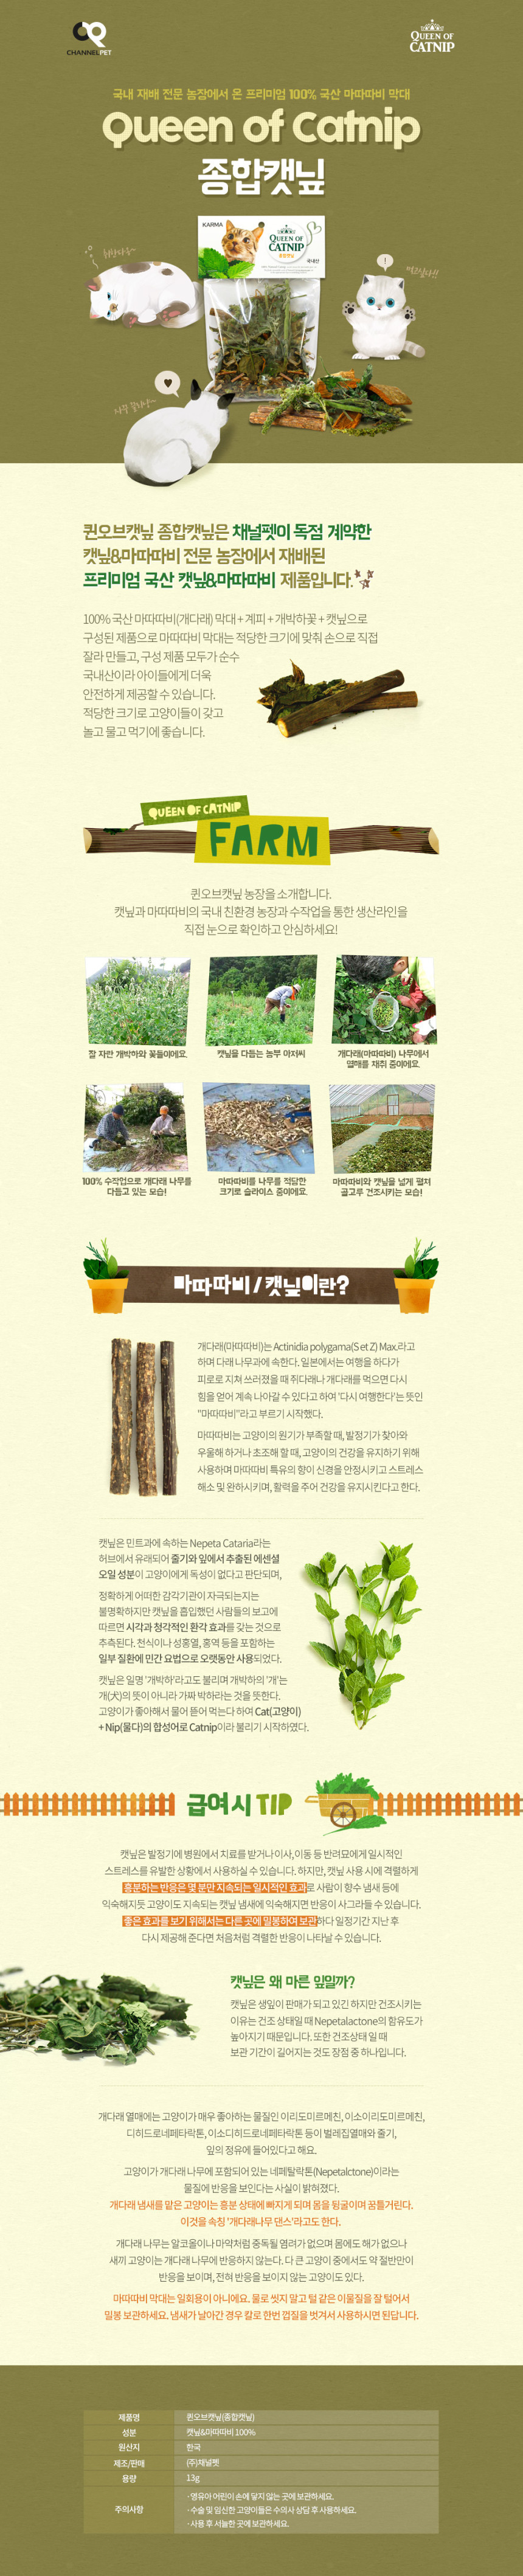 CHANNEL PET
QUEEN OF
CATNIP
국내 재배 전문 농장에서 온 프리미엄 100% 국산 마따따비 막대
Queen of Catnip
종합캣닢
KARMA
QUEEN OF
CATNIP
종합캣닢
국내산
!
퀸오브캣닢 종합캣닢은 채널펫이 독점 계약한
캣닢&마따따비 전문 농장에서 재배된
프리미엄 국산 캣닢&마따따비 제품입니다.
100% 국산 마따따비(개다래) 막대 + 계피 + 개박하꽃 + 캣닢으로
구성된 제품으로 마따따비 막대는 적당한 크기에 맞춰 손으로 직접
잘라 만들고, 구성 제품 모두가 순수
국내산이라 아이들에게 더욱
안전하게 제공할 수 있습니다.
적당한 크기로 고양이들이 갖고
놀고 물고 먹기에 좋습니다.
QUEEN OF CATNIP
FARM
퀸오브캣닢 농장을 소개합니다.
캣닢과 마따따비의 국내 친환경 농장과 수작업을 통한 생산라인을
직접 눈으로 확인하고 안심하세요!
잘 자란 개박하와 꽃들이에요.
캣닢을 다듬는 농부 아저씨
개다래(마따따비) 나무에서
열매를 채취 중이에요.
100% 수작업으로 개다래 나무를
다듬고 있는 모습!
마따따비를 나무를 적당한
크기로 슬라이스 중이에요.
마따따비와 캣닢을 넓게 펼쳐
골고루 건조시키는 모습!
마따따비 / 캣닢이란?
개다래(마따따비)는 Actinidia polygama(S et Z) Max.라고
하며 다래 나무과에 속한다. 일본에서는 여행을 하다가
피로로 지쳐 쓰러졌을 때 쥐다래나 개다래를 먹으면 다시
힘을 얻어 계속 나아갈 수 있다고 하여 '다시 여행한다'는 뜻인
"마따따비"라고 부르기 시작했다.
마따따비는 고양이의 원기가 부족할 때, 발정기가 찾아와
우울해 하거나 초조해 할 때, 고양이의 건강을 유지하기 위해
사용하며 마따따비 특유의 향이 신경을 안정시키고 스트레스
해소 및 완하시키며, 활력을 주어 건강을 유지시킨다고 한다.
캣닢은 민트과에 속하는 Nepeta Cataria라는
허브에서 유래되어 줄기와 잎에서 추출된 에센셜
오일 성분이 고양이에게 독성이 없다고 판단되며,
정확하게 어떠한 감각기관이 자극되는지는
불명확하지만 캣닢을 흡입했던 사람들의 보고에
따르면 시각과 청각적인 환각 효과를 갖는 것으로
추측된다. 천식이나 성홍열, 홍역 등을 포함하는
일부 질환에 민간 요법으로 오랫동안 사용되었다.
캣닢은 일명 '개박하'라고도 불리며 개박하의 '개'는
개(犬)의 뜻이 아니라 가짜 박하라는 것을 뜻한다.
고양이가 좋아해서 물어 뜯어 먹는다 하여 Cat(고양이)
+ Nip(물다)의 합성어로 Catnip이라 불리기 시작하였다.
급여시 TIP
캣닢은 발정기에 병원에서 치료를 받거나 이사, 이동 등 반려묘에게 일시적인
스트레스를 유발한 상황에서 사용하실 수 있습니다. 하지만, 캣닢 사용 시에 격렬하게
흥분하는 반응은 몇 분만 지속되는 일시적인 효과로 사람이 향수 냄새 등에
익숙해지듯 고양이도 지속되는 캣닢 냄새에 익숙해지면 반응이 사그라들 수 있습니다.
좋은 효과를 보기 위해서는 다른 곳에 밀봉하여 보관하다 일정기간 지난 후
다시 제공해 준다면 처음처럼 격렬한 반응이 나타날 수 있습니다.
캣닢은 왜 마른 잎일까?
캣닢은 생잎이 판매가 되고 있긴 하지만 건조시키는
이유는 건조 상태일 때 Nepetalactone의 함유도가
높아지기 때문입니다. 또한 건조상태 일 때
보관 기간이 길어지는 것도 장점 중 하나입니다.
개다래 열매에는 고양이가 매우 좋아하는 물질인 이리도미르메친, 이소이리도미르메친,
디히드로네페타락톤, 이소디히드로네페타락톤 등이 벌레집열매와 줄기,
잎의 정유에 들어있다고 해요.
고양이가 개다래 나무에 포함되어 있는 네페탈락톤(Nepetalctone)이라는
물질에 반응을 보인다는 사실이 밝혀졌다.
개다래 냄새를 맡은 고양이는 흥분 상태에 빠지게 되며 몸을 뒹굴이며 꿈틀거린다.
이것을 속칭 '개다래나무 댄스'라고도 한다.
개다래 나무는 알코올이나 마약처럼 중독될 염려가 없으며 몸에도 해가 없으나
새끼 고양이는 개다래 나무에 반응하지 않는다. 다 큰 고양이 중에서도 약 절반만이
반응을 보이며, 전혀 반응을 보이지 않는 고양이도 있다.
마따따비 막대는 일회용이 아니에요. 물로 씻지 말고 털 같은 이물질을 잘 털어서
밀봉 보관하세요. 냄새가 날아간 경우 칼로 한번 껍질을 벗겨서 사용하시면 된답니다.
제품명 퀸오브캣닢(종합캣닢)
성분 캣닢&마따따비 100%
원산지 한국
제조/판매 (주)채널펫
용량 13g
주의사항
· 영유아 어린이 손에 닿지 않는 곳에 보관하세요.
· 수술 및 임신한 고양이들은 수의사 상담 후 사용하세요.
· 사용 후 서늘한 곳에 보관하세요.